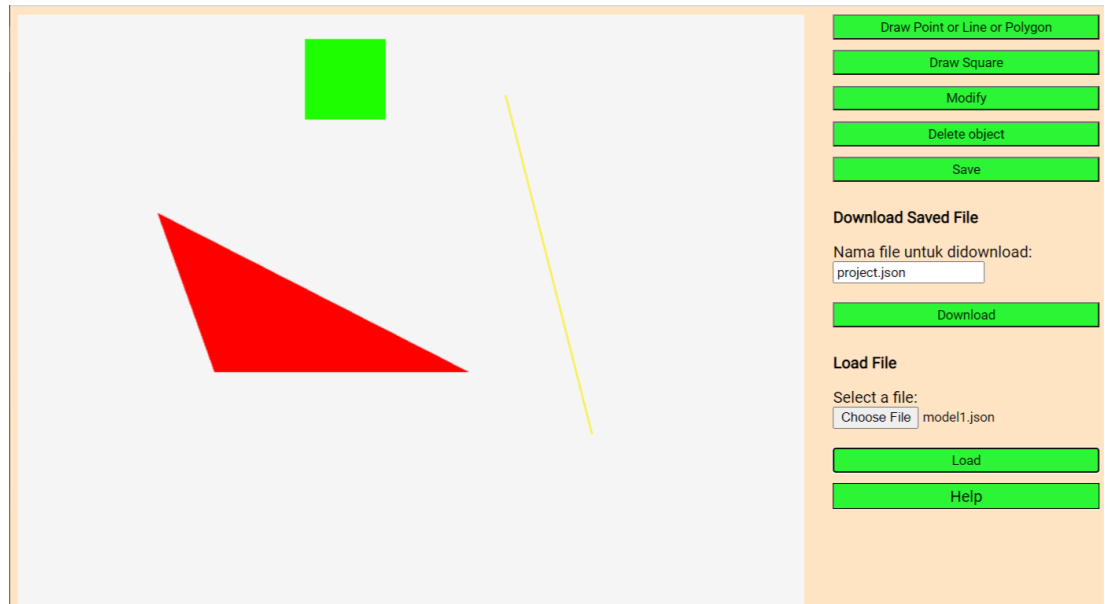 Draw Point or Line or Polygon
Draw Square
Modify
Delete object
Save
Download Saved File
Nama file untuk didownload:
project.json
Download
Load File
Select a file:
Choose File model1.json
Load
Help